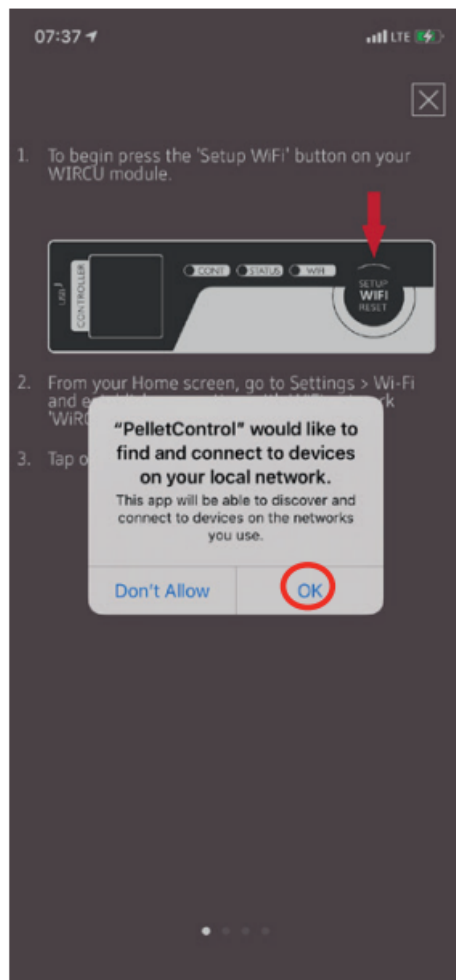 07:37
LTE
1. To begin press the 'Setup WiFi' button on your
WIRCU module.
USB
CONTROLLER
CONT
STATUS
WIFI
SETUP
WIFI
RESET
2. From your Home screen, go to Settings > Wi-Fi
and
'WiRC
3. Tap o
"PelletControl" would like to
find and connect to devices
on your local network.
This app will be able to discover and
connect to devices on the networks
you use.
Don't Allow
OK